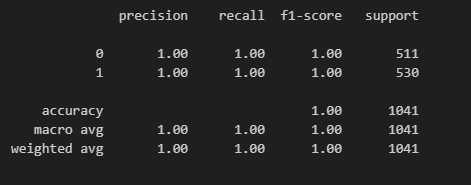 precision recall f1-score support
0 1.00 1.00 1.00 511
1 1.00 1.00 1.00 530
accuracy 1.00 1041
macro avg 1.00 1.00 1.00 1041
weighted avg 1.00 1.00 1.00 1041